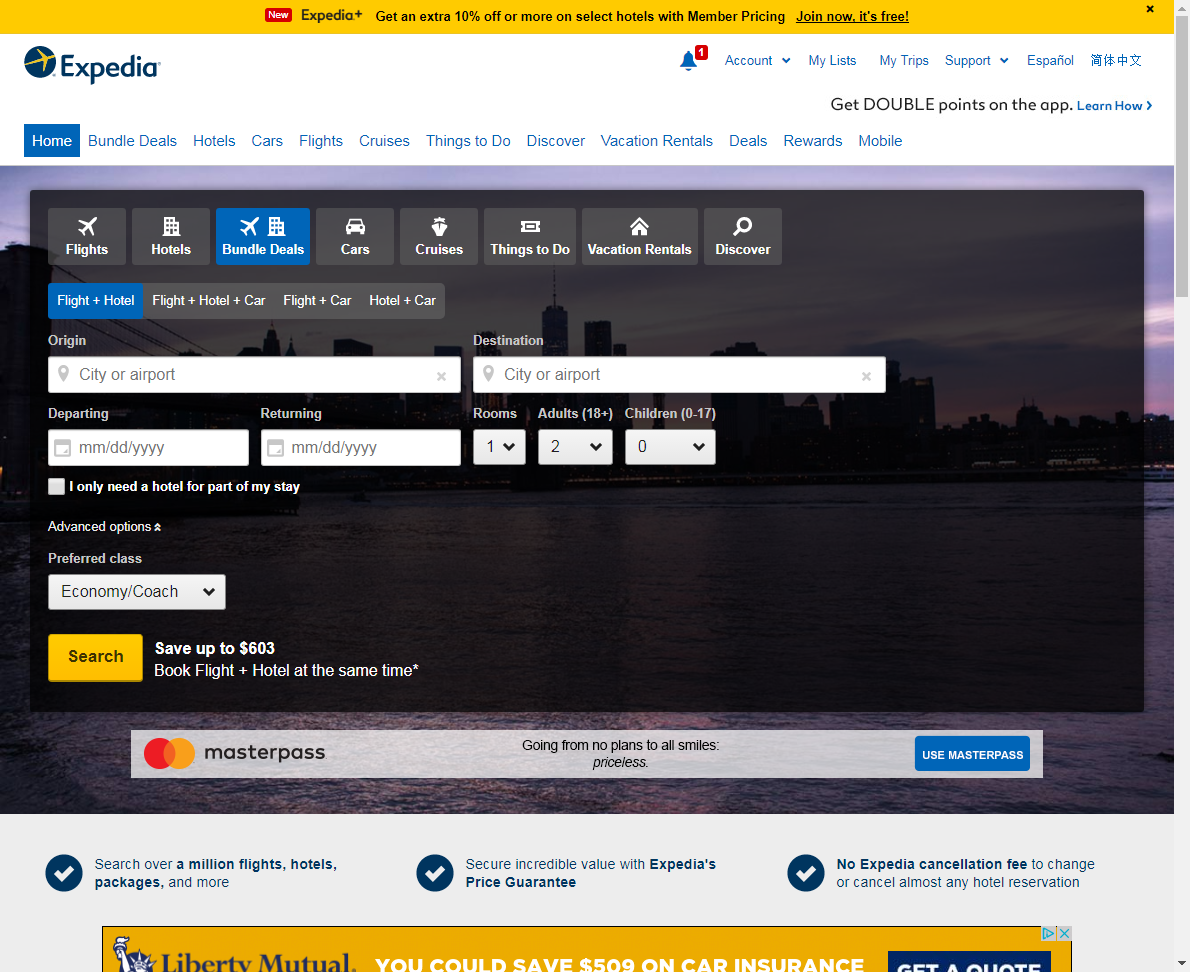 New Expedia+ Get an extra 10% off or more on select hotels with Member Pricing Join now, it's free!
Expedia
1
Account My Lists My Trips Support Español 简体中文
Get DOUBLE points on the app. Learn How
Home Bundle Deals Hotels Cars Flights Cruises Things to Do Discover Vacation Rentals Deals Rewards Mobile
Flights Hotels Bundle Deals Cars Cruises Things to Do Vacation Rentals Discover
Flight + Hotel Flight + Hotel + Car Flight + Car Hotel + Car
Origin Destination
City or airport City or airport
Departing Returning Rooms Adults (18+) Children (0-17)
mm/dd/yyyy mm/dd/yyyy 1 2 0
I only need a hotel for part of my stay
Advanced options
Preferred class
Economy/Coach
Search
Save up to $603
Book Flight + Hotel at the same time*
masterpass
Going from no plans to all smiles:
priceless.
USE MASTERPASS
Search over a million flights, hotels,
packages, and more
Secure incredible value with Expedia's
Price Guarantee
No Expedia cancellation fee to change
or cancel almost any hotel reservation
Liberty Mutual. YOU COULD SAVE $509 ON CAR INSURANCE GET A QUOTE